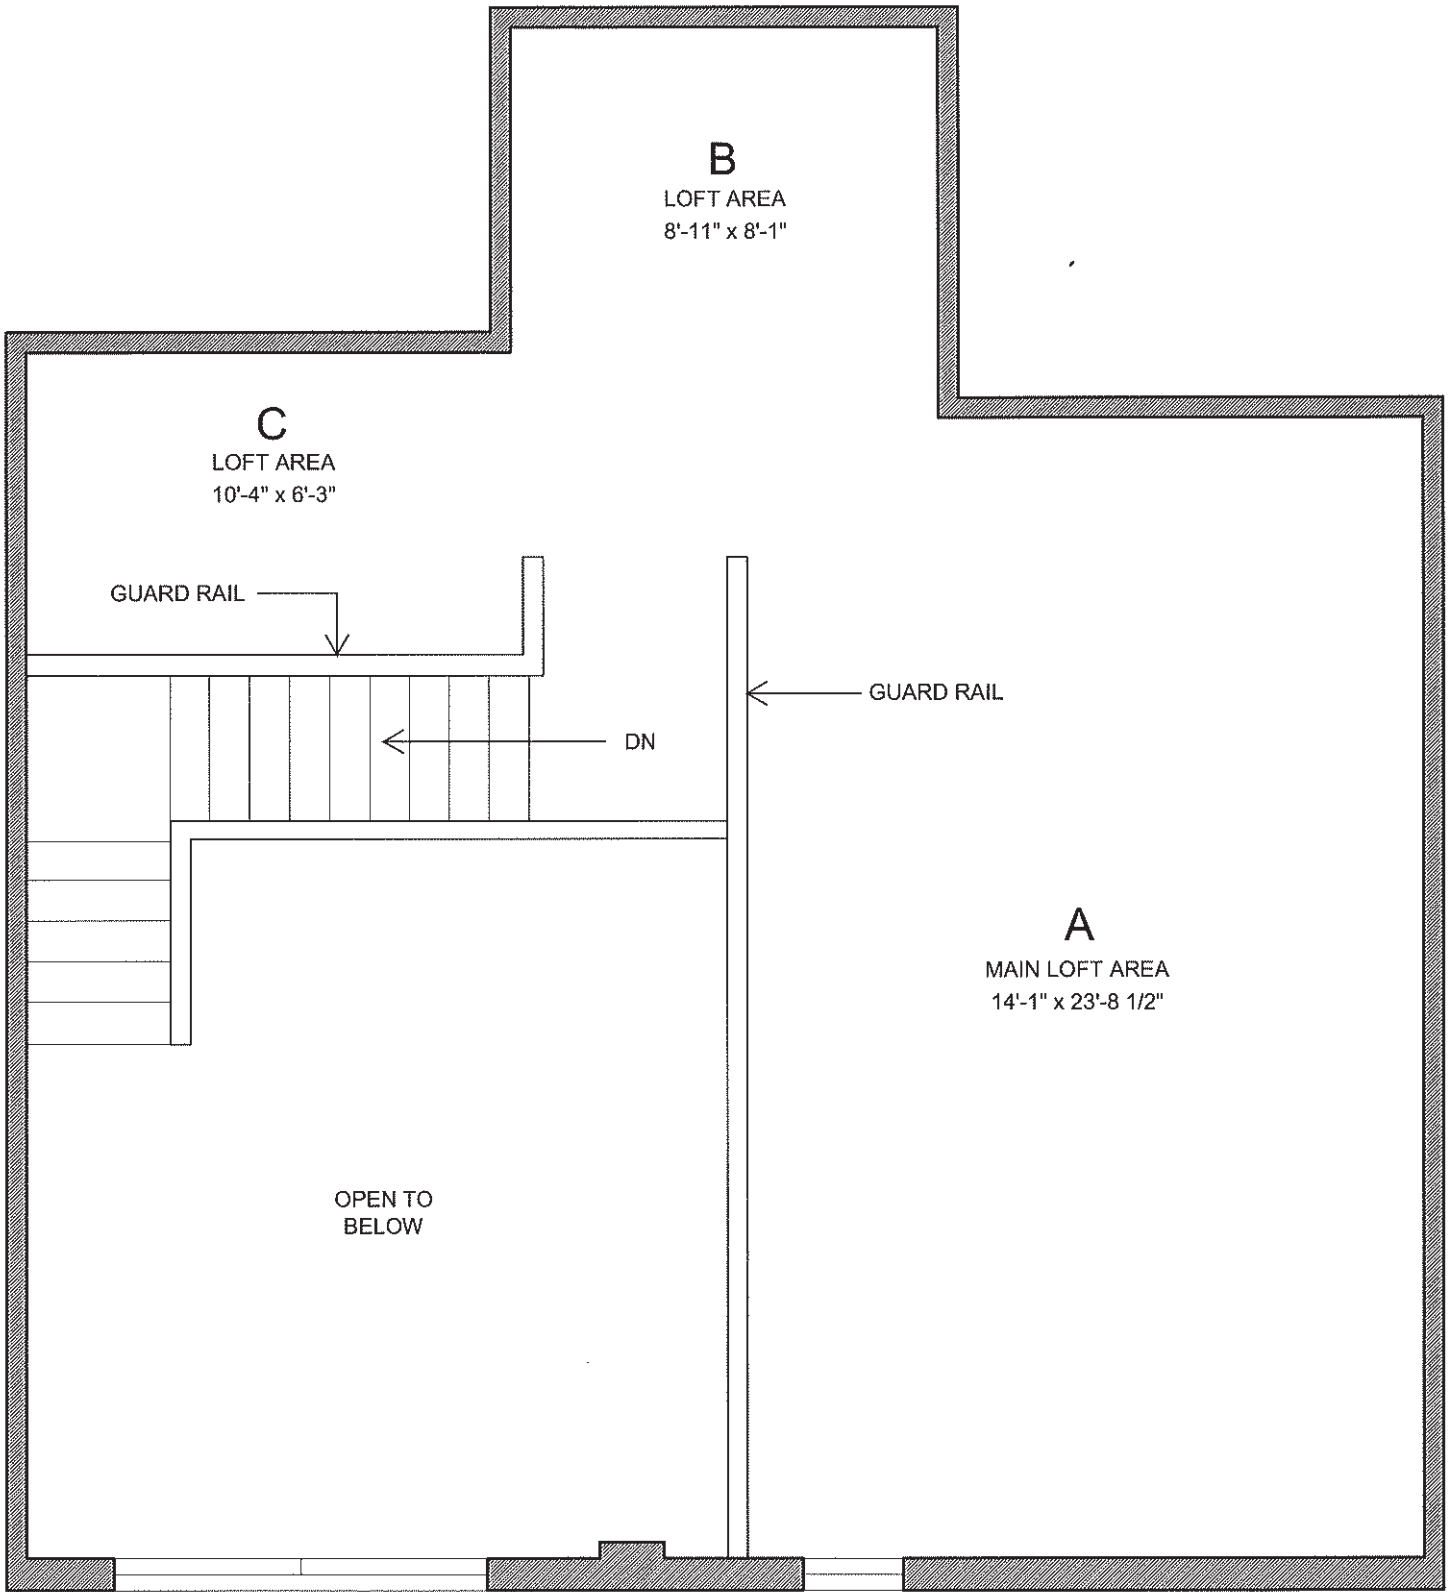 B
LOFT AREA
8'-11" x 8'-1"
C
LOFT AREA
10'-4" x 6'-3"
GUARD RAIL
GUARD RAIL
DN
A
MAIN LOFT AREA
14'-1" x 23'-8 1/2"
OPEN TO
BELOW